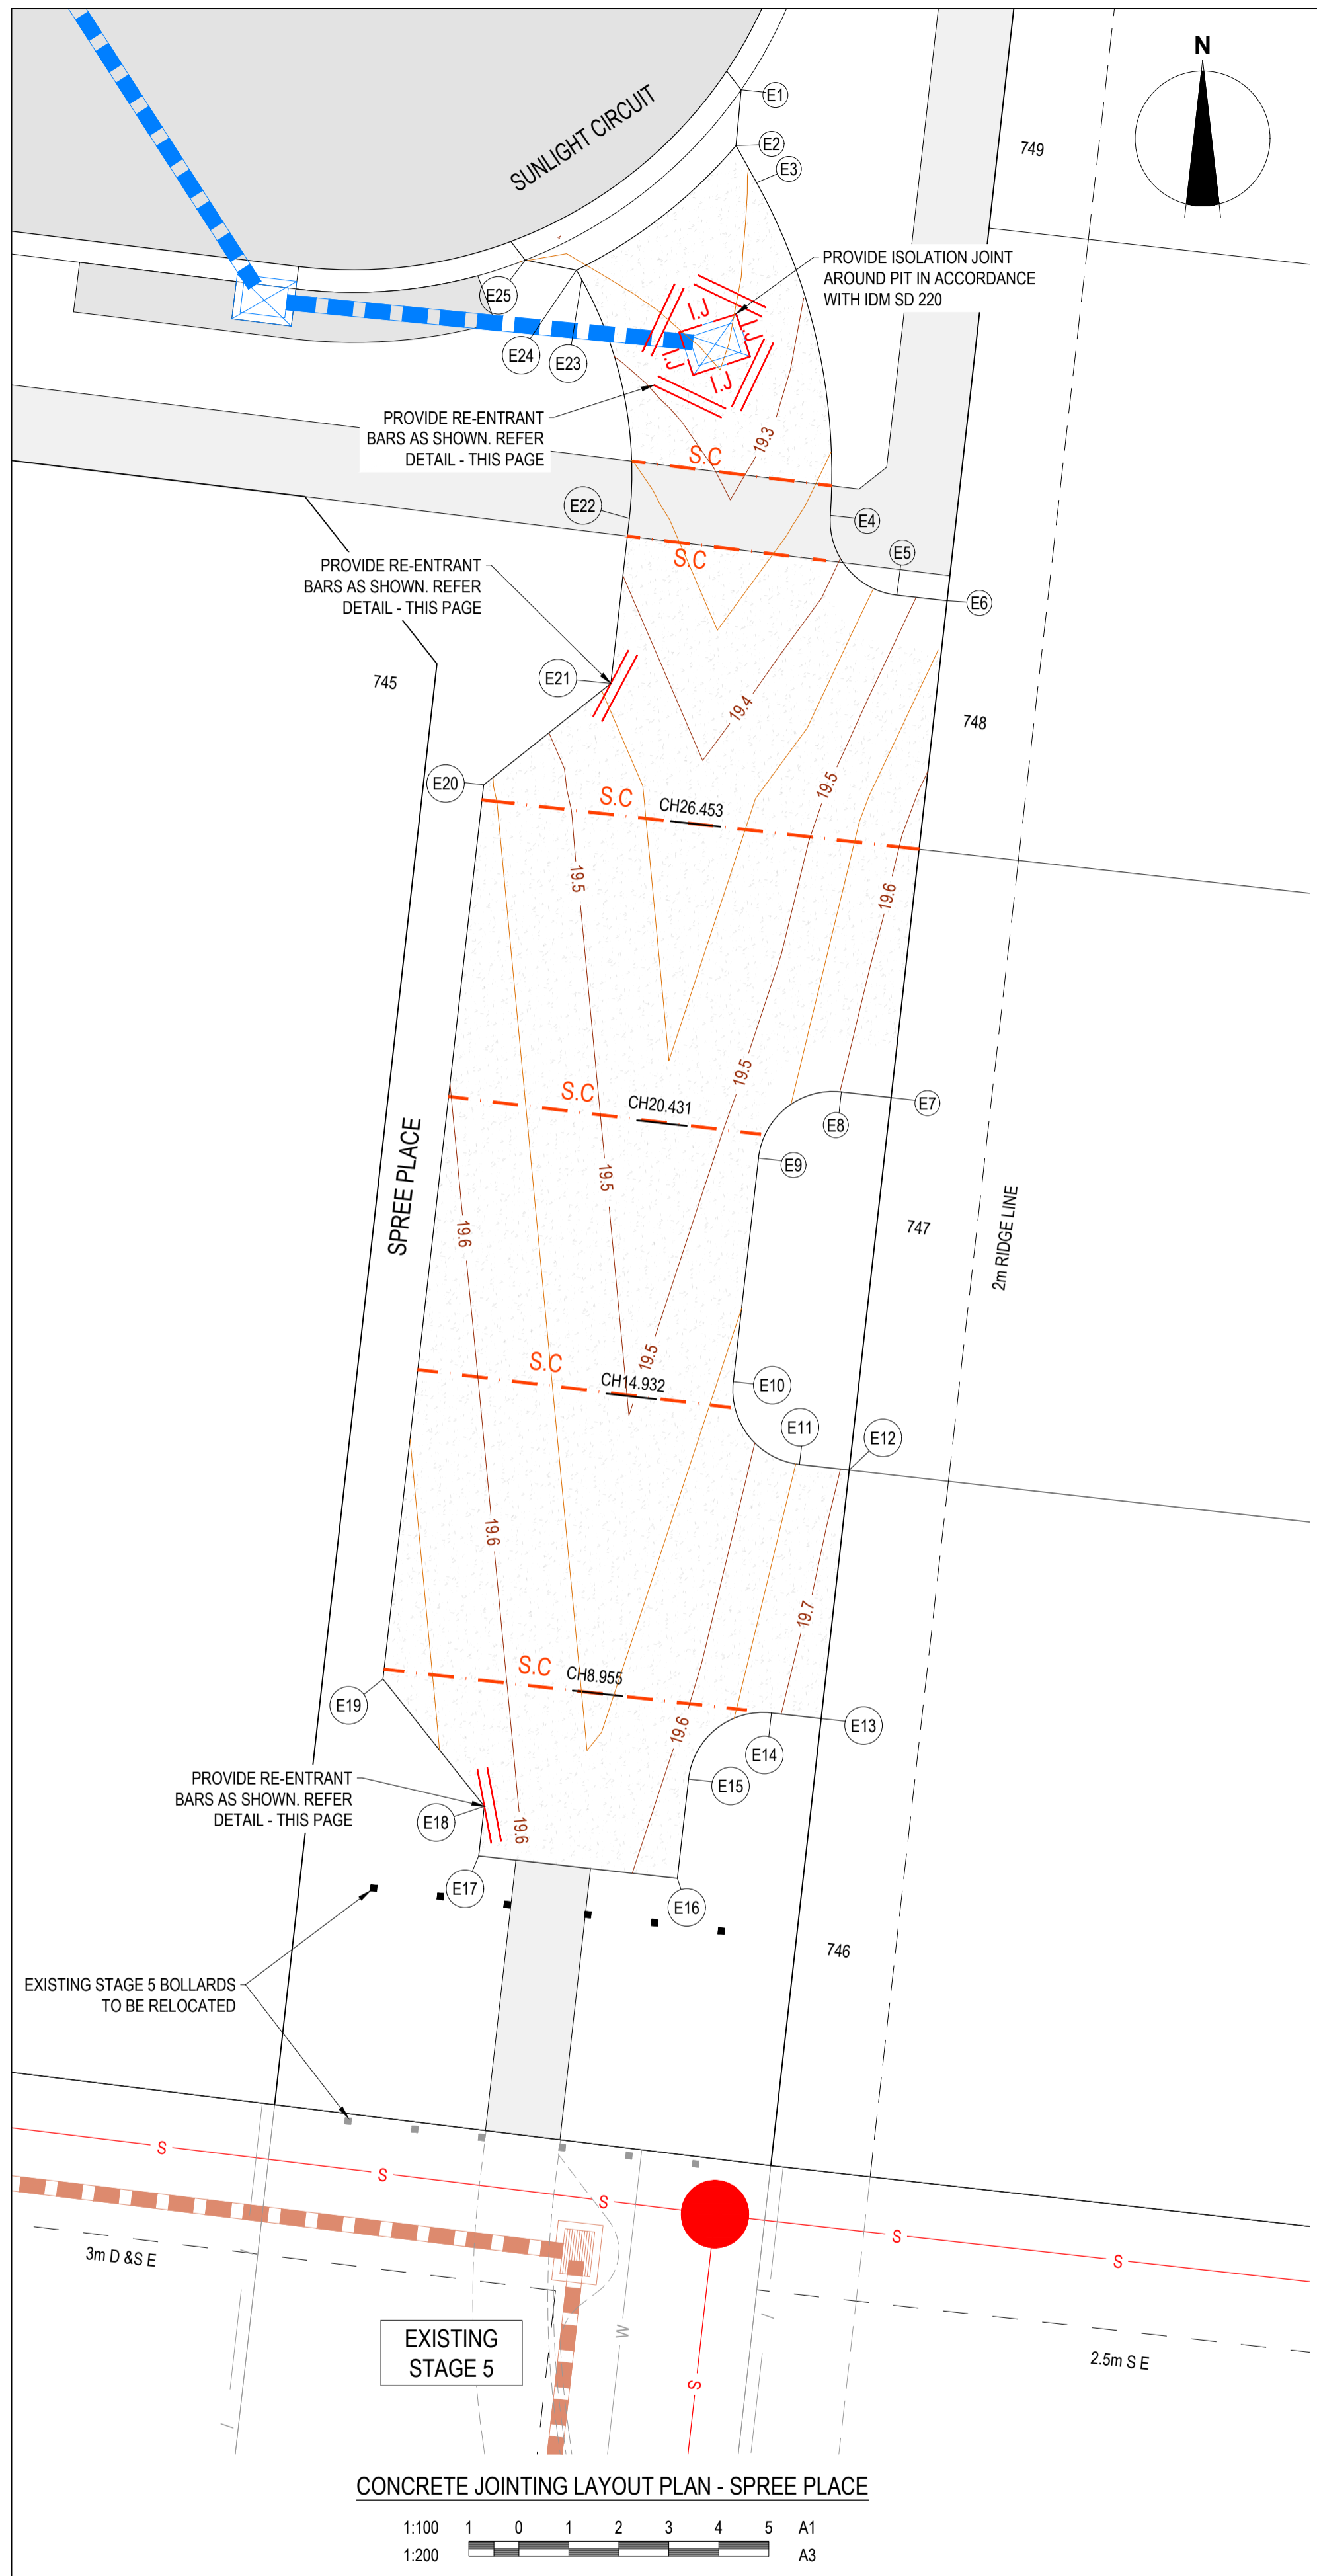 N
E1
SUNLIGHT CIRCUIT
E2
749
E3
PROVIDE ISOLATION JOINT
AROUND PIT IN ACCORDANCE
WITH IDM SD 220
E25
I.J
I.J
E24
E23
I.J
I.J
PROVIDE RE-ENTRANT
BARS AS SHOWN. REFER
DETAIL - THIS PAGE
19.3
S.C
E22
E4
E5
S.C
PROVIDE RE-ENTRANT
BARS AS SHOWN. REFER
DETAIL - THIS PAGE
E6
E21
745
19.4
748
E20
19.5
S.C
CH26.453
19.5
19.6
19.5
S.C
CH20.431
E7
E8
SPREE PLACE
19.5
E9
19.6
747
2m RIDGE LINE
19.5
S.C
CH14.932
E10
E11
E12
19.6
19.7
S.C
CH8.955
E19
19.6
E13
E14
PROVIDE RE-ENTRANT
BARS AS SHOWN. REFER
DETAIL - THIS PAGE
E15
E18
19.6
E17
E16
746
EXISTING STAGE 5 BOLLARDS
TO BE RELOCATED
S
S
S
S
S
3m D &S E
EXISTING
STAGE 5
W
2.5m S E
S
CONCRETE JOINTING LAYOUT PLAN - SPREE PLACE
1:100 1 0 1 2 3 4 5 A1
1:200 A3